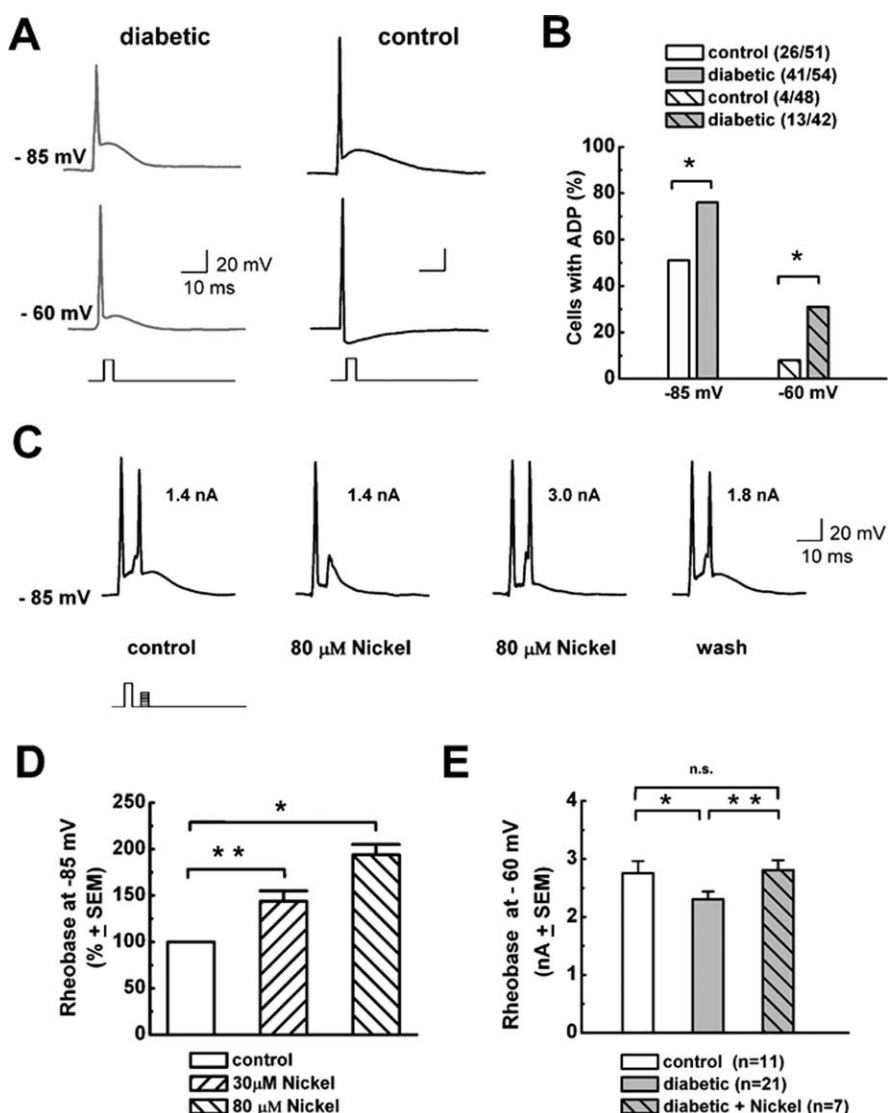 A
diabetic
control
- 85 mV
- 60 mV
20 mV
10 ms
B
control (26/51)
diabetic (41/54)
control (4/48)
diabetic (13/42)
Cells with ADP (%)
100
80
60
40
20
0
*
*
-85 mV
-60 mV
C
1.4 nA
1.4 nA
3.0 nA
1.8 nA
20 mV
10 ms
- 85 mV
control
80 μM Nickel
80 μM Nickel
wash
D
Rheobase at -85 mV
(% ± SEM)
250
200
150
100
50
0
*
* *
control
30μM Nickel
80 μM Nickel
E
Rheobase at - 60 mV
(nA ± SEM)
4
3
2
1
0
n.s.
*
* *
control (n=11)
diabetic (n=21)
diabetic + Nickel (n=7)